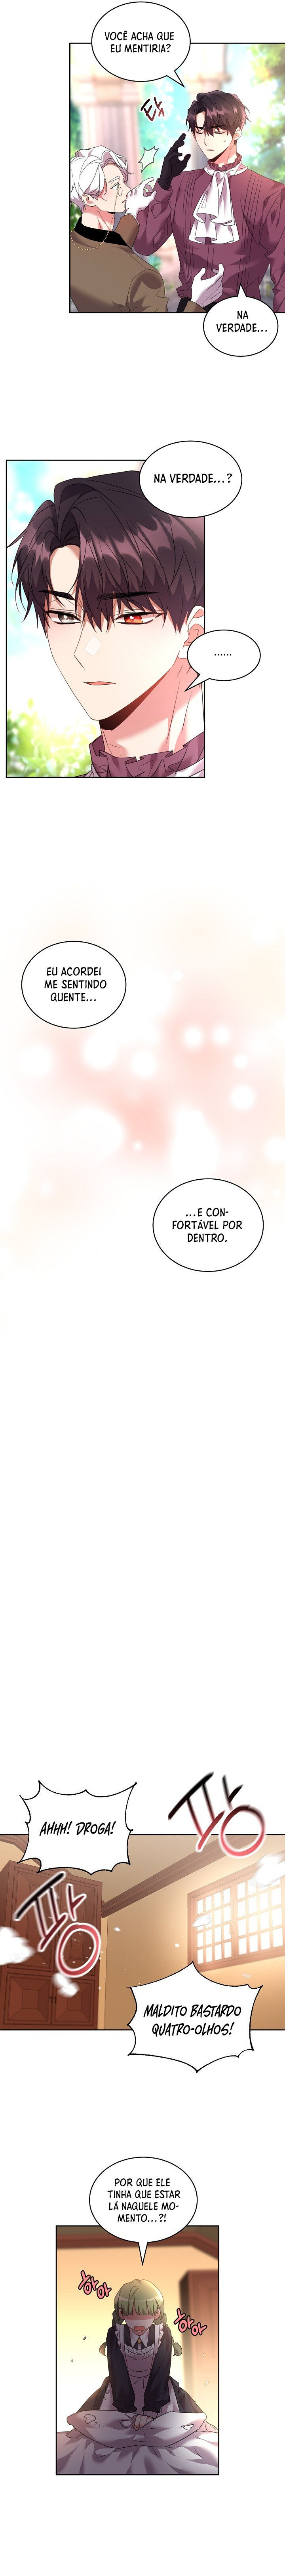 VOCÊ ACHA QUE
EU MENTIRIA?
NA
VERDADE...
NA VERDADE...?
......
EU ACORDEI
ME SENTINDO
QUENTE...
...E CON-
FORTÁVEL POR
DENTRO.
AHHH! DROGA!
MALDITO BASTARDO
QUATRO-OLHOS!
POR QUE ELE
TINHA QUE ESTAR
LÁ NAQUELE MO-
MENTO...?!